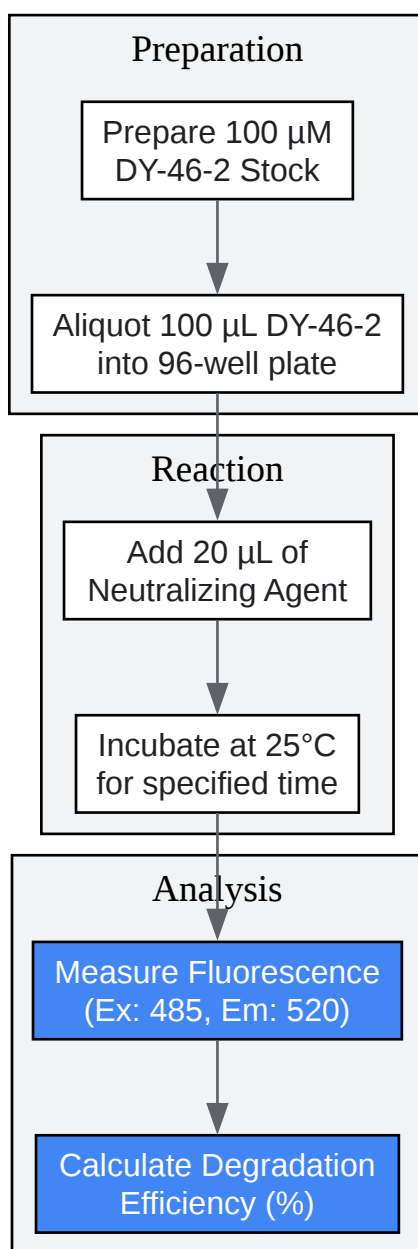 Preparation
Prepare 100 µM
DY-46-2 Stock
Aliquot 100 µL DY-46-2
into 96-well plate
Reaction
Add 20 µL of
Neutralizing Agent
Incubate at 25°C
for specified time
Analysis
Measure Fluorescence
(Ex: 485, Em: 520)
Calculate Degradation
Efficiency (%)